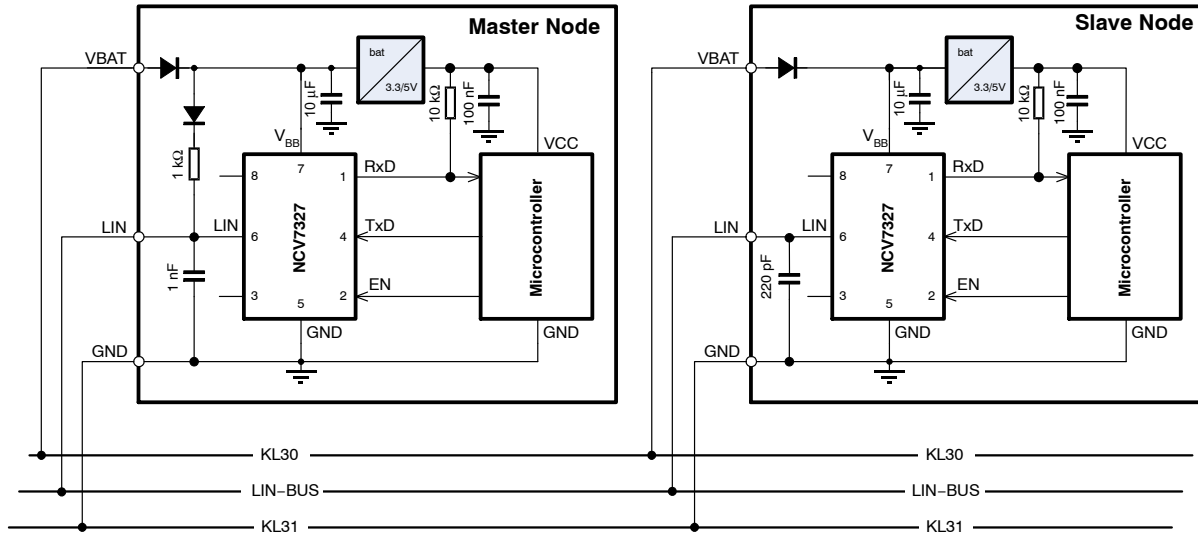 Master Node
VBAT
bat
3.3/5V
10 µF
10 kΩ
100 nF
1 kΩ
VBB
VCC
8
7
1
RxD
LIN
LIN
6
NCV7327
4
TxD
Microcontroller
1 nF
3
5
2
EN
GND
GND
GND
Slave Node
VBAT
bat
3.3/5V
10 µF
10 kΩ
100 nF
VBB
VCC
8
7
1
RxD
LIN
LIN
6
NCV7327
4
TxD
Microcontroller
220 pF
3
5
2
EN
GND
GND
GND
KL30
KL30
LIN−BUS
LIN−BUS
KL31
KL31